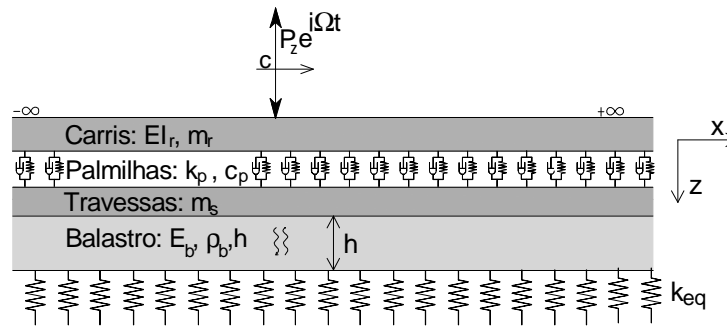 P_z e^{iΩt}
c
−∞
+∞
Carris: EI_r, m_r
x
Palmilhas: k_p , c_p
z
Travessas: m_s
Balastro: E_b, ρ_b,h
h
k_eq